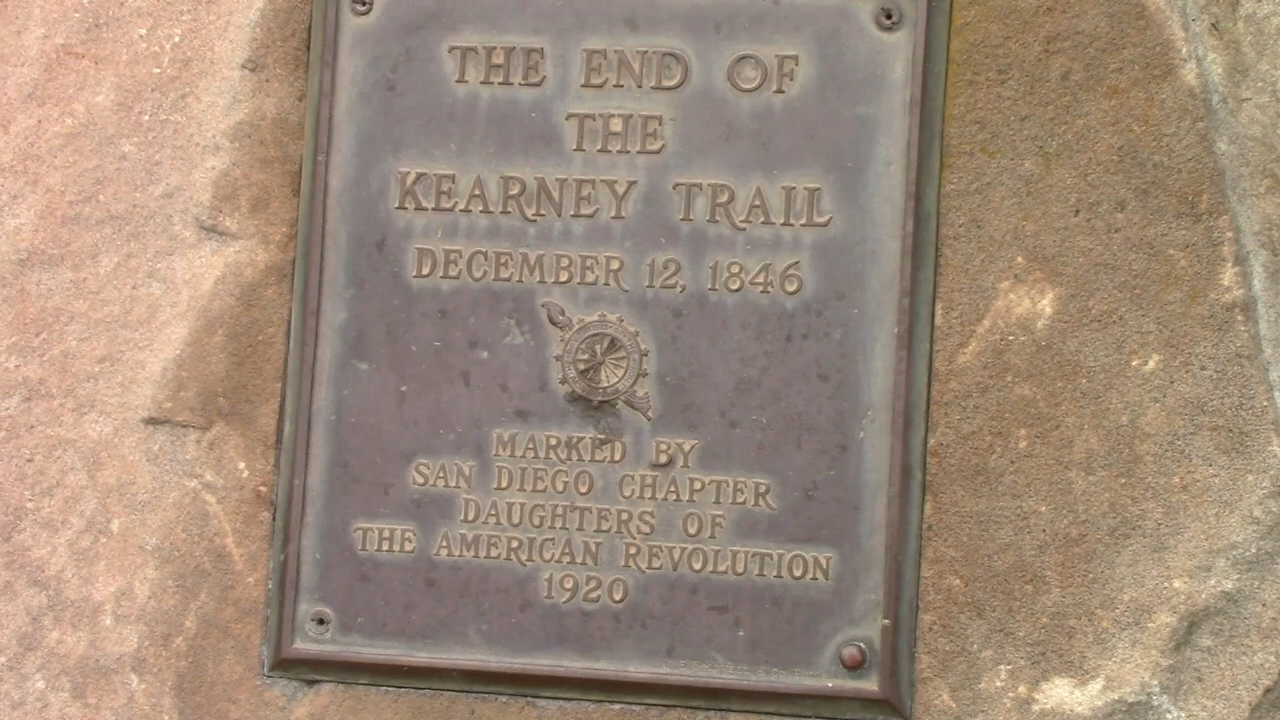 THE END OF
THE
KEARNEY TRAIL
DECEMBER 12, 1846
MARKED BY
SAN DIEGO CHAPTER
DAUGHTERS OF
THE AMERICAN REVOLUTION
1920